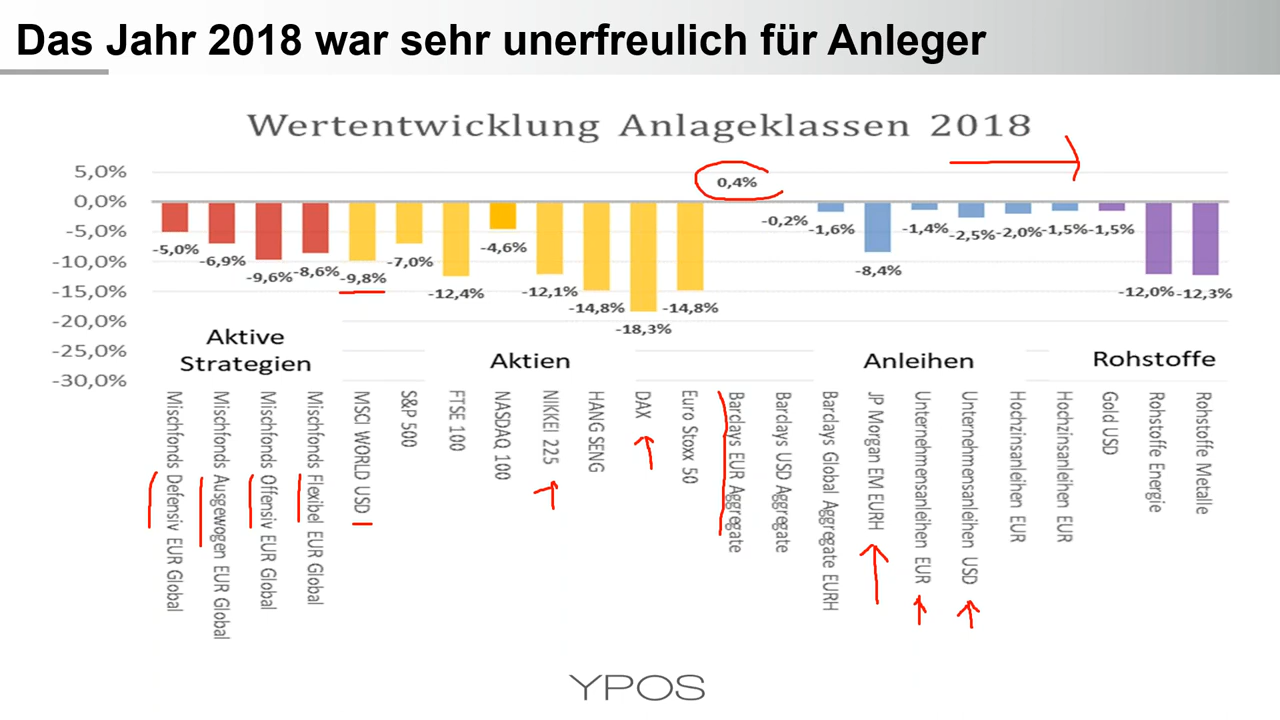 Das Jahr 2018 war sehr unerfreulich für Anleger
Wertentwicklung Anlageklassen 2018
5,0%
0,0%
-5,0%
-10,0%
-15,0%
-20,0%
-25,0%
-30,0%
-5,0%
-6,9%
-9,6%
-8,6%
-9,8%
-7,0%
-12,4%
-4,6%
-12,1%
-14,8%
-18,3%
-14,8%
0,4%
-0,2%
-1,6%
-8,4%
-1,4%
-2,5%
-2,0%
-1,5%
-1,5%
-12,0%
-12,3%
Aktive
Strategien
Aktien
Anleihen
Rohstoffe
Mischfonds Defensiv EUR Global
Mischfonds Ausgewogen EUR Global
Mischfonds Offensiv EUR Global
Mischfonds Flexibel EUR Global
MSCI WORLD USD
S&P 500
FTSE 100
NASDAQ 100
NIKKEI 225
HANG SENG
DAX
Euro Stoxx 50
Barclays EUR Aggregate
Barclays USD Aggregate
Barclays Global Aggregate EURH
JP Morgan EM EURH
Unternehmensanleihen EUR
Unternehmensanleihen USD
Hochzinsanleihen EUR
Hochzinsanleihen EUR
Gold USD
Rohstoffe Energie
Rohstoffe Metalle
YPOS